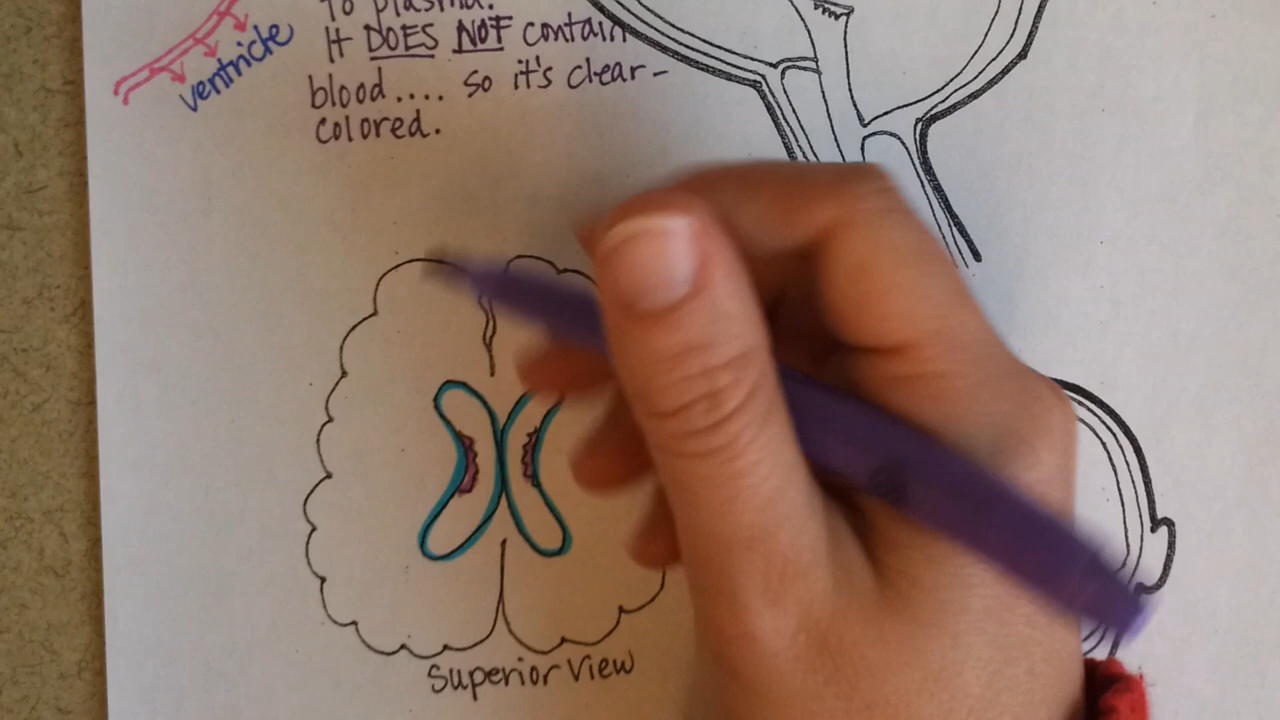 ventricle
to plasma.
It DOES NOT contain
blood.... so it's clear-
colored.
Superior View